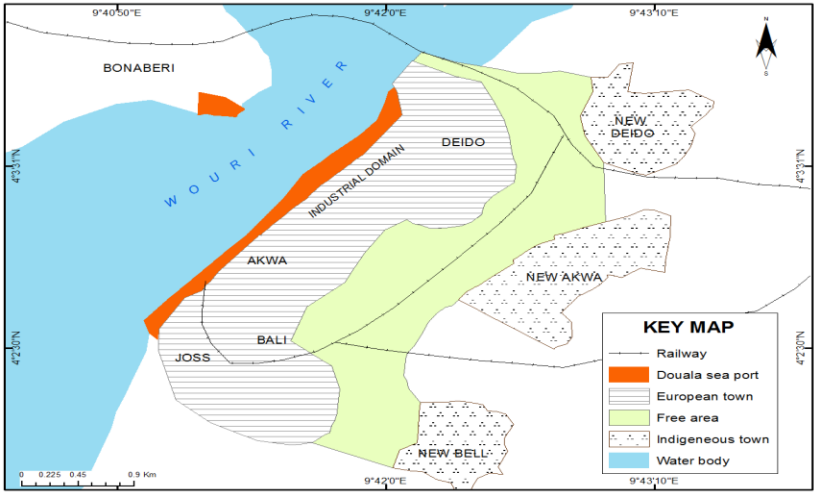 9°40'50"E
9°42'0"E
9°43'10"E
N
S
BONABERI
WOURI RIVER
DEIDO
NEW
DEIDO
4°3'31"N
4°3'31"N
INDUSTRIAL DOMAIN
AKWA
NEW AKWA
BALI
JOSS
4°2'30"N
4°2'30"N
NEW BELL
KEY MAP
Railway
Douala sea port
European town
Free area
Indigeneous town
Water body
0 0.225 0.45 0.9 Km
9°40'50"E
9°42'0"E
9°43'10"E